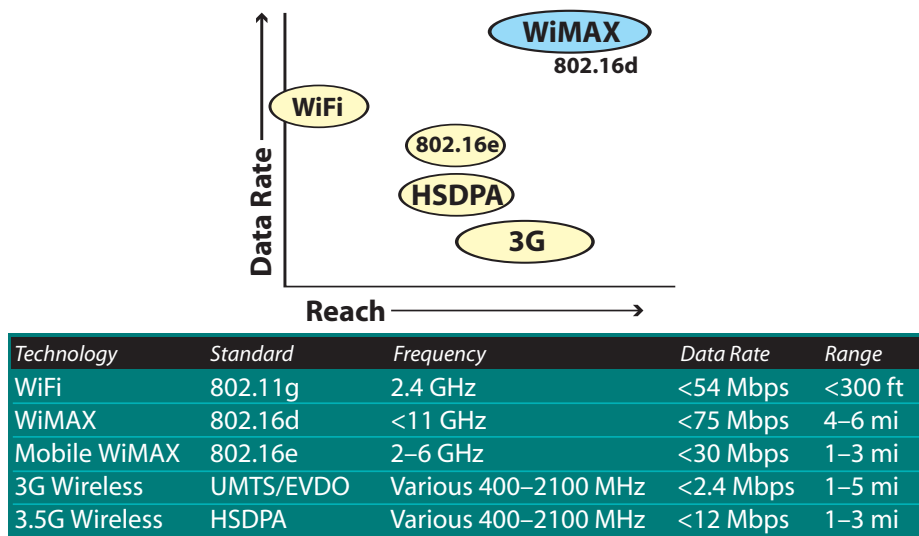 WiMAX
802.16d
WiFi
802.16e
HSDPA
3G
Data Rate
Reach
Technology Standard Frequency Data Rate Range
WiFi 802.11g 2.4 GHz <54 Mbps <300 ft
WiMAX 802.16d <11 GHz <75 Mbps 4–6 mi
Mobile WiMAX 802.16e 2–6 GHz <30 Mbps 1–3 mi
3G Wireless UMTS/EVDO Various 400–2100 MHz <2.4 Mbps 1–5 mi
3.5G Wireless HSDPA Various 400–2100 MHz <12 Mbps 1–3 mi